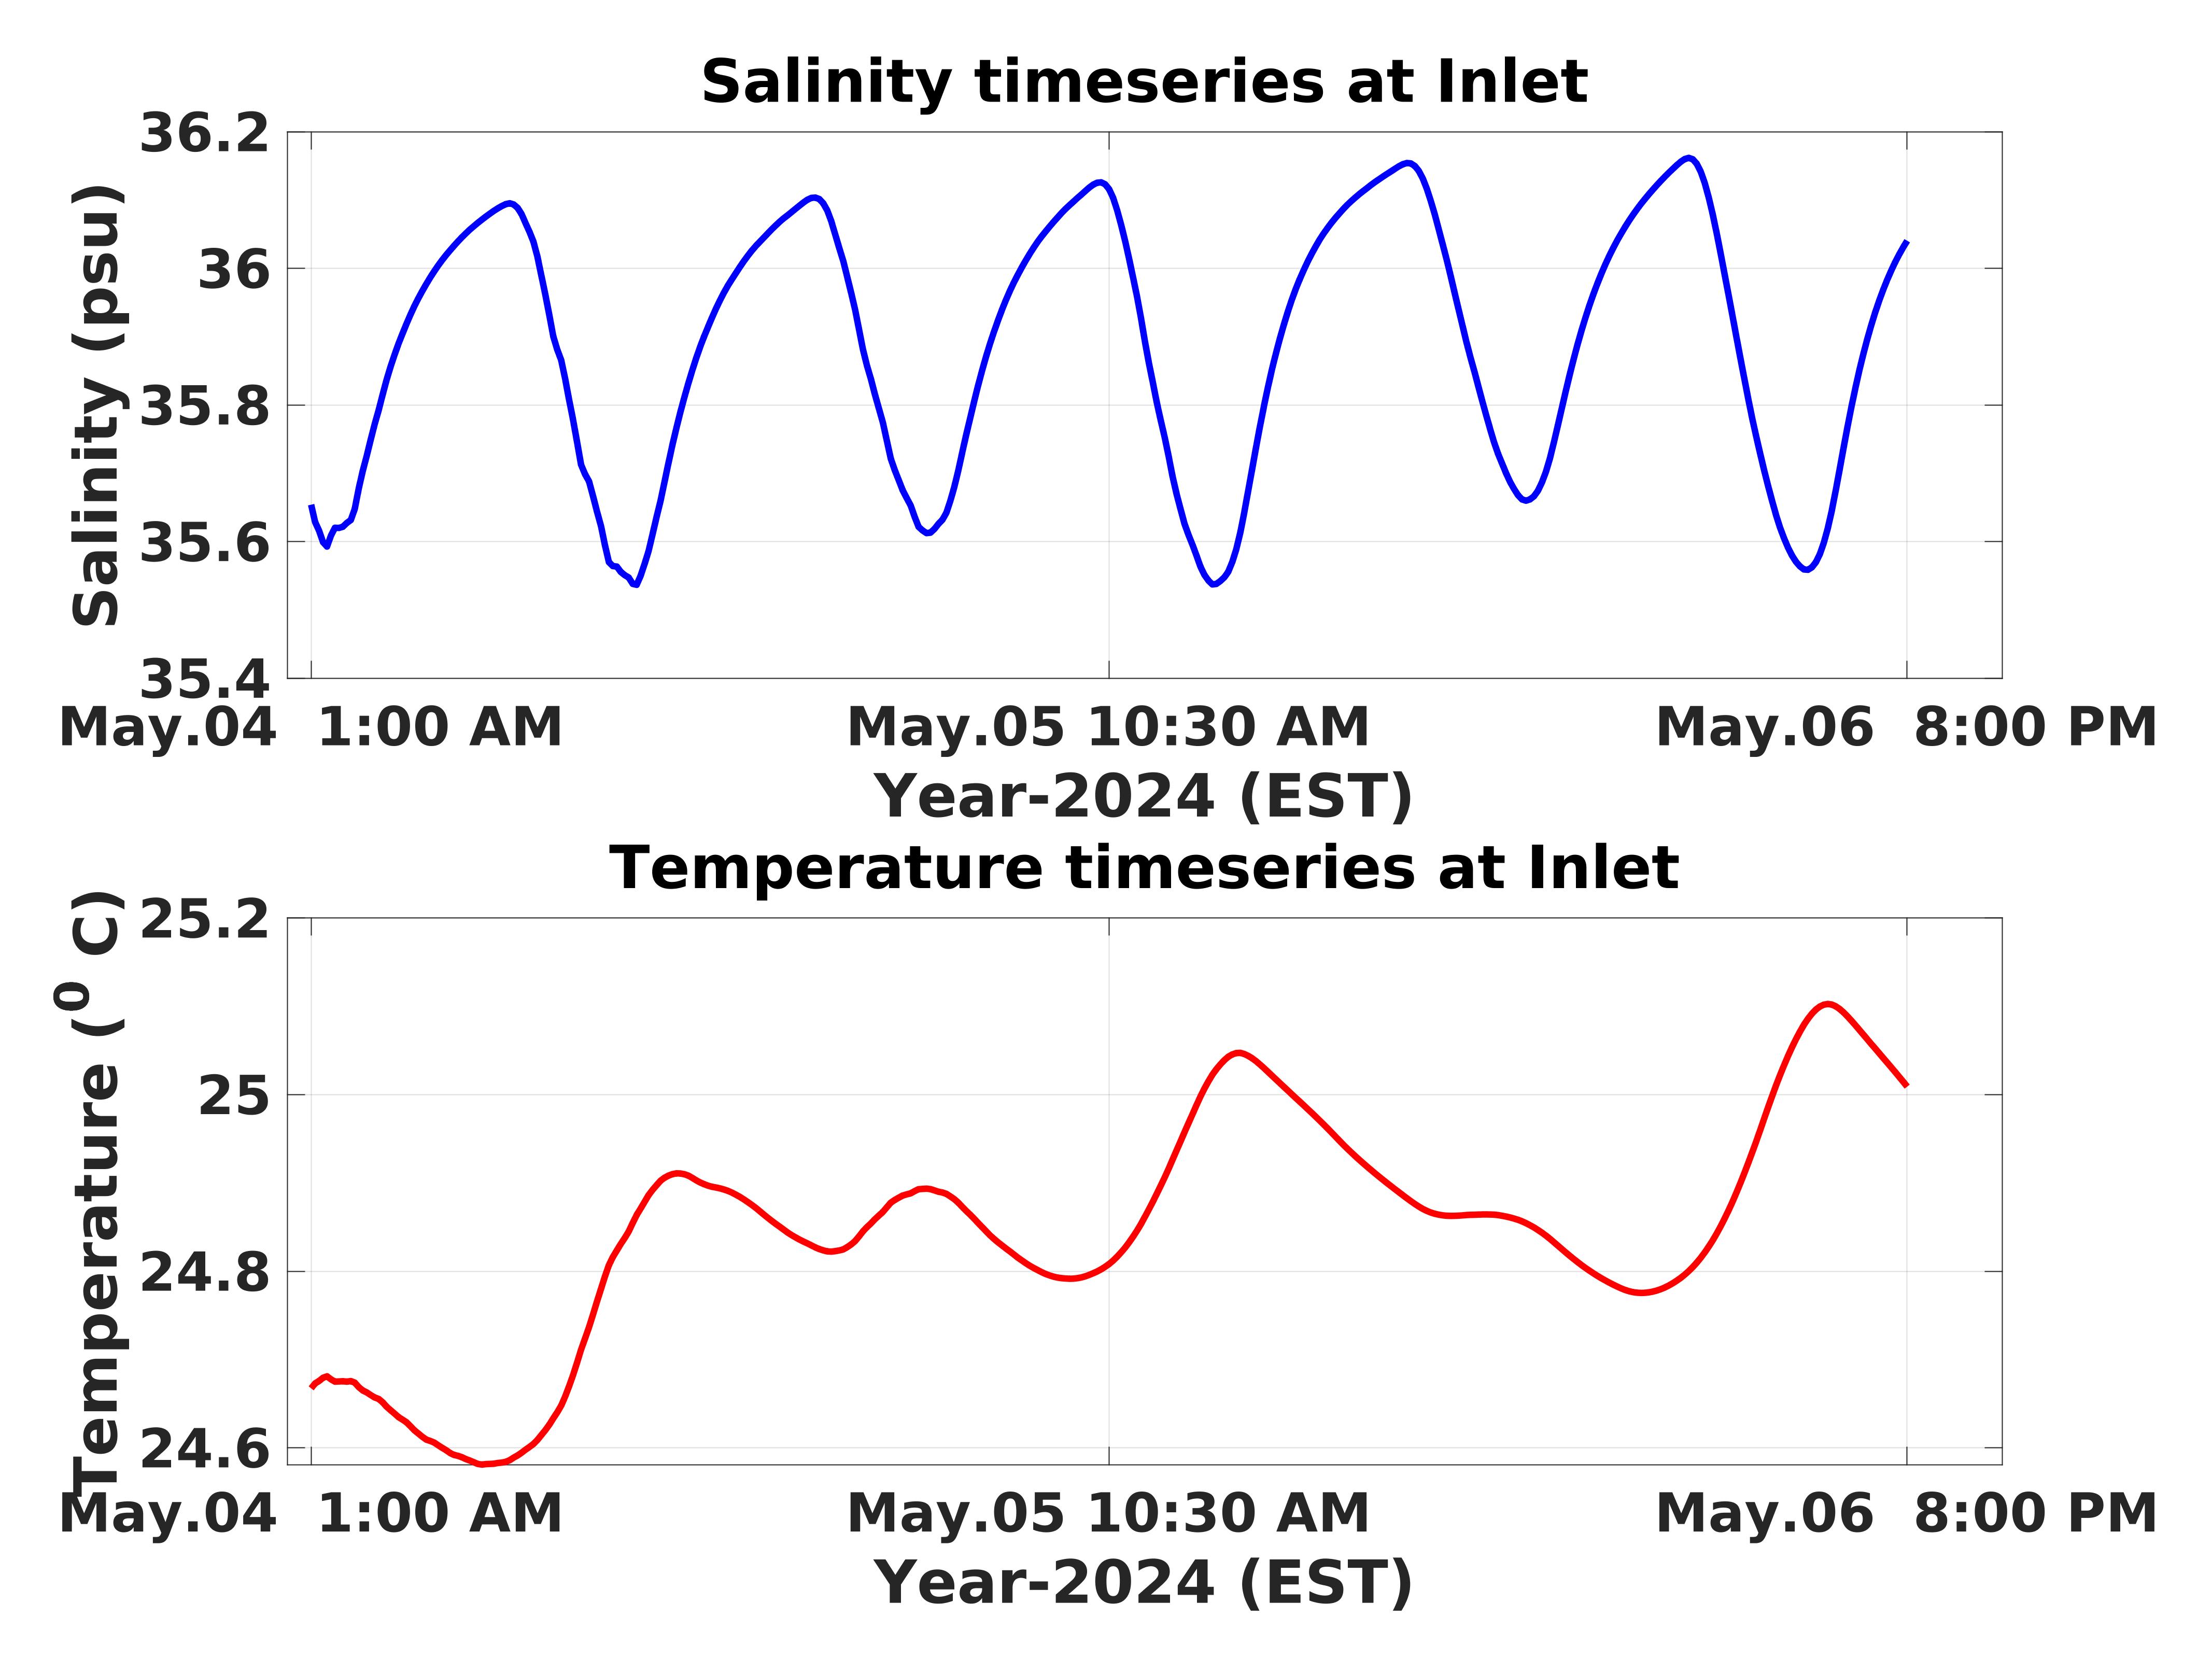 Salinity timeseries at Inlet
Salinity (psu)
36.2
36
35.8
35.6
35.4
May.04 1:00 AM
May.05 10:30 AM
May.06 8:00 PM
Year-2024 (EST)
Temperature timeseries at Inlet
Temperature (⁰ C)
25.2
25
24.8
24.6
May.04 1:00 AM
May.05 10:30 AM
May.06 8:00 PM
Year-2024 (EST)